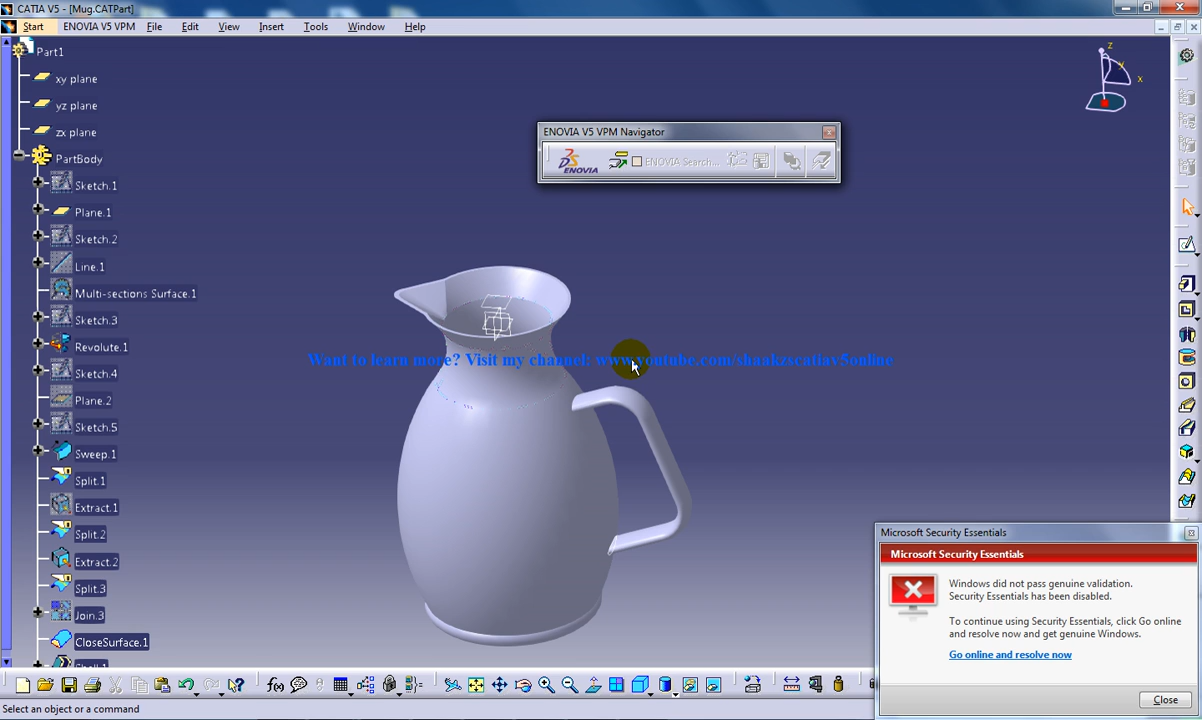 CATIA V5 - [Mug.CATPart]
Start ENOVIA V5 VPM File Edit View Insert Tools Window Help
Part1
xy plane
yz plane
zx plane
PartBody
Sketch.1
Plane.1
Sketch.2
Line.1
Multi-sections Surface.1
Sketch.3
Revolute.1
Sketch.4
Plane.2
Sketch.5
Sweep.1
Split.1
Extract.1
Split.2
Extract.2
Split.3
Join.3
CloseSurface.1
Shell.1
ENOVIA V5 VPM Navigator
ENOVIA
ENOVIA Search...
z
y
x
Want to learn more? Visit my channel: www.youtube.com/shaakzscatiav5online
Microsoft Security Essentials
Microsoft Security Essentials
Windows did not pass genuine validation.
Security Essentials has been disabled.
To continue using Security Essentials, click Go online
and resolve now and get genuine Windows.
Go online and resolve now
Close
f(x)
Select an object or a command